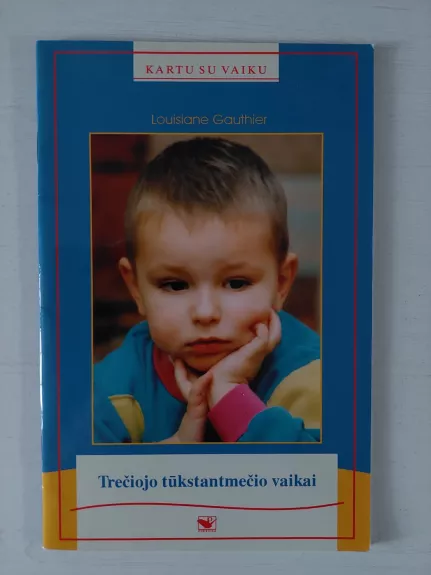 KARTU SU VAIKU
Louisiane Gauthier
Trečiojo tūkstantmečio vaikai